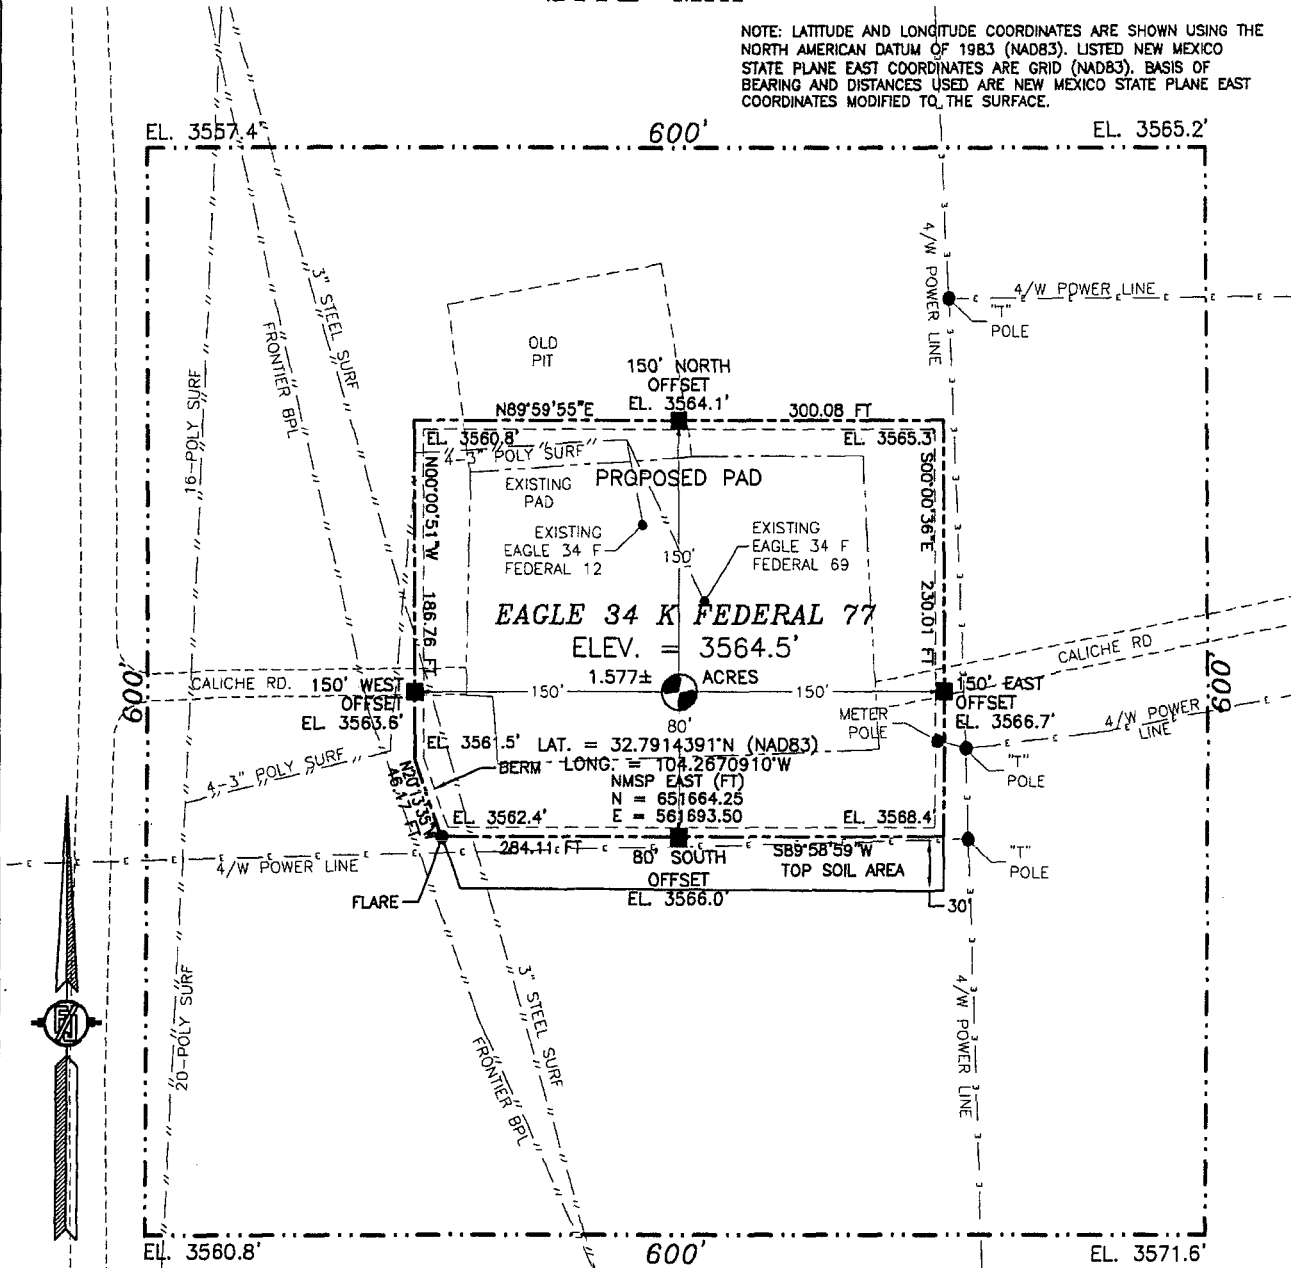 NOTE: LATITUDE AND LONGITUDE COORDINATES ARE SHOWN USING THE
NORTH AMERICAN DATUM OF 1983 (NAD83). LISTED NEW MEXICO
STATE PLANE EAST COORDINATES ARE GRID (NAD83). BASIS OF
BEARING AND DISTANCES USED ARE NEW MEXICO STATE PLANE EAST
COORDINATES MODIFIED TO THE SURFACE.
EL. 3557.4'
600'
EL. 3565.2'
4/W POWER LINE
4/W POWER LINE
"T"
POLE
3" STEEL SURF
FRONTIER BPL
16-POLY SURF
OLD
PIT
150' NORTH
OFFSET
EL. 3564.1'
N89°59'55"E
300.08 FT
EL. 3560.8'
EL. 3565.3'
4-3" POLY SURF
PROPOSED PAD
EXISTING
PAD
N00°00'51"W 186.76 FT
S00°00'36"E 230.01 FT
EXISTING
EAGLE 34 F
FEDERAL 12
EXISTING
EAGLE 34 F
FEDERAL 69
150'
EAGLE 34 K FEDERAL 77
ELEV. = 3564.5'
1.577± ACRES
CALICHE RD
600'
CALICHE RD.
150' WEST
OFFSET
EL. 3563.6'
150'
150'
150' EAST
OFFSET
EL. 3566.7'
600'
80'
METER
POLE
4/W POWER
LINE
EL. 3561.5'
LAT. = 32.7914391°N (NAD83)
LONG. = 104.2670910°W
BERM
NMSP EAST (FT)
N = 651664.25
E = 561693.50
"T"
POLE
4-3" POLY SURF
N20°13'35"W
46.17 FT
EL. 3562.4'
EL. 3568.4'
284.11 FT
S89°58'59"W
80' SOUTH
OFFSET
EL. 3566.0'
TOP SOIL AREA
"T"
POLE
4/W POWER LINE
FLARE
30'
20-POLY SURF
3" STEEL SURF
FRONTIER BPL
4/W POWER LINE
EL. 3560.8'
600'
EL. 3571.6'